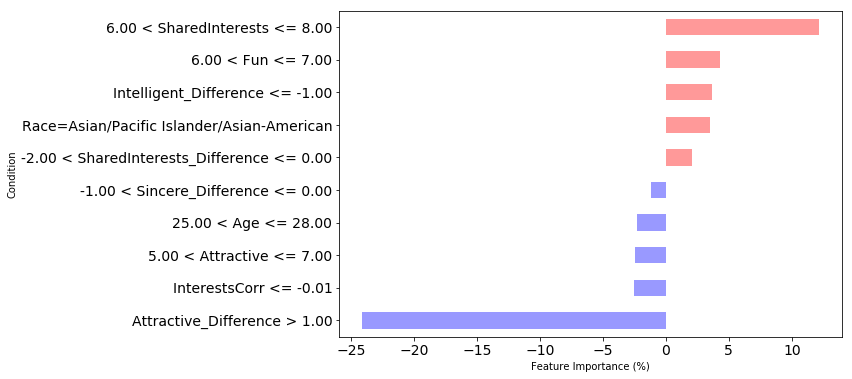 6.00 < SharedInterests <= 8.00
6.00 < Fun <= 7.00
Intelligent_Difference <= -1.00
Race=Asian/Pacific Islander/Asian-American
-2.00 < SharedInterests_Difference <= 0.00
-1.00 < Sincere_Difference <= 0.00
25.00 < Age <= 28.00
5.00 < Attractive <= 7.00
InterestsCorr <= -0.01
Attractive_Difference > 1.00
Condition
−25 −20 −15 −10 −5 0 5 10
Feature Importance (%)